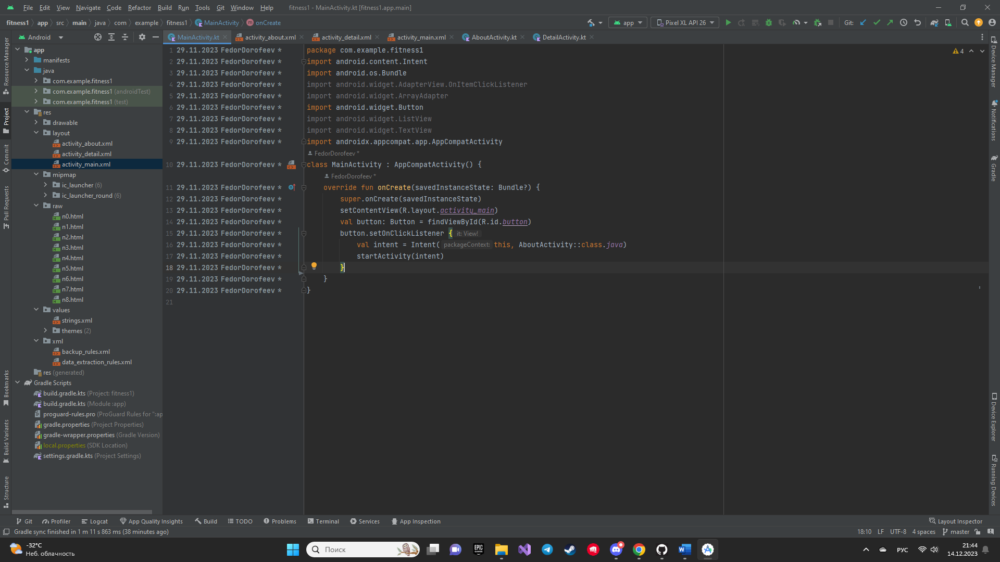 File Edit View Navigate Code Refactor Build Run Tools Git Window Help fitness1 - MainActivity.kt [fitness1.app.main]
fitness1 app src main java com example fitness1 MainActivity onCreate app Pixel XL API 26 Git:
Android MainActivity.kt activity_about.xml activity_detail.xml activity_main.xml AboutActivity.kt DetailActivity.kt
Resource Manager
Project
Commit
Pull Requests
Bookmarks
Build Variants
Structure
app
manifests
java
com.example.fitness1
com.example.fitness1 (androidTest)
com.example.fitness1 (test)
res
drawable
layout
activity_about.xml
activity_detail.xml
activity_main.xml
mipmap
ic_launcher (6)
ic_launcher_round (6)
raw
n0.html
n1.html
n2.html
n3.html
n4.html
n5.html
n6.html
n7.html
n8.html
values
strings.xml
themes (2)
xml
backup_rules.xml
data_extraction_rules.xml
res (generated)
Gradle Scripts
build.gradle.kts (Project: fitness1)
build.gradle.kts (Module :app)
proguard-rules.pro (ProGuard Rules for ":ap
gradle.properties (Project Properties)
gradle-wrapper.properties (Gradle Version)
local.properties (SDK Location)
settings.gradle.kts (Project Settings)
1 29.11.2023 FedorDorofeev * package com.example.fitness1
2 29.11.2023 FedorDorofeev * import android.content.Intent
3 29.11.2023 FedorDorofeev * import android.os.Bundle
4 29.11.2023 FedorDorofeev * import android.widget.AdapterView.OnItemClickListener
5 29.11.2023 FedorDorofeev * import android.widget.ArrayAdapter
6 29.11.2023 FedorDorofeev * import android.widget.Button
7 29.11.2023 FedorDorofeev * import android.widget.ListView
8 29.11.2023 FedorDorofeev * import android.widget.TextView
9 29.11.2023 FedorDorofeev * import androidx.appcompat.app.AppCompatActivity
FedorDorofeev *
10 29.11.2023 FedorDorofeev * class MainActivity : AppCompatActivity() {
FedorDorofeev *
11 29.11.2023 FedorDorofeev * override fun onCreate(savedInstanceState: Bundle?) {
12 29.11.2023 FedorDorofeev * super.onCreate(savedInstanceState)
13 29.11.2023 FedorDorofeev * setContentView(R.layout.activity_main)
14 29.11.2023 FedorDorofeev * val button: Button = findViewById(R.id.button)
15 29.11.2023 FedorDorofeev * button.setOnClickListener { it: View!
16 29.11.2023 FedorDorofeev * val intent = Intent( packageContext: this, AboutActivity::class.java)
17 29.11.2023 FedorDorofeev * startActivity(intent)
18 29.11.2023 FedorDorofeev * }
19 29.11.2023 FedorDorofeev * }
20 29.11.2023 FedorDorofeev * }
21
4
Device Manager
Notifications
Gradle
Device Explorer
Running Devices
Git Profiler Logcat App Quality Insights Build TODO Problems Terminal Services App Inspection Layout Inspector
Gradle sync finished in 1 m 11 s 863 ms (38 minutes ago) 18:10 LF UTF-8 4 spaces master
-32°C
Неб. облачность
Поиск
EPIC GAMES
РУС
21:44
14.12.2023